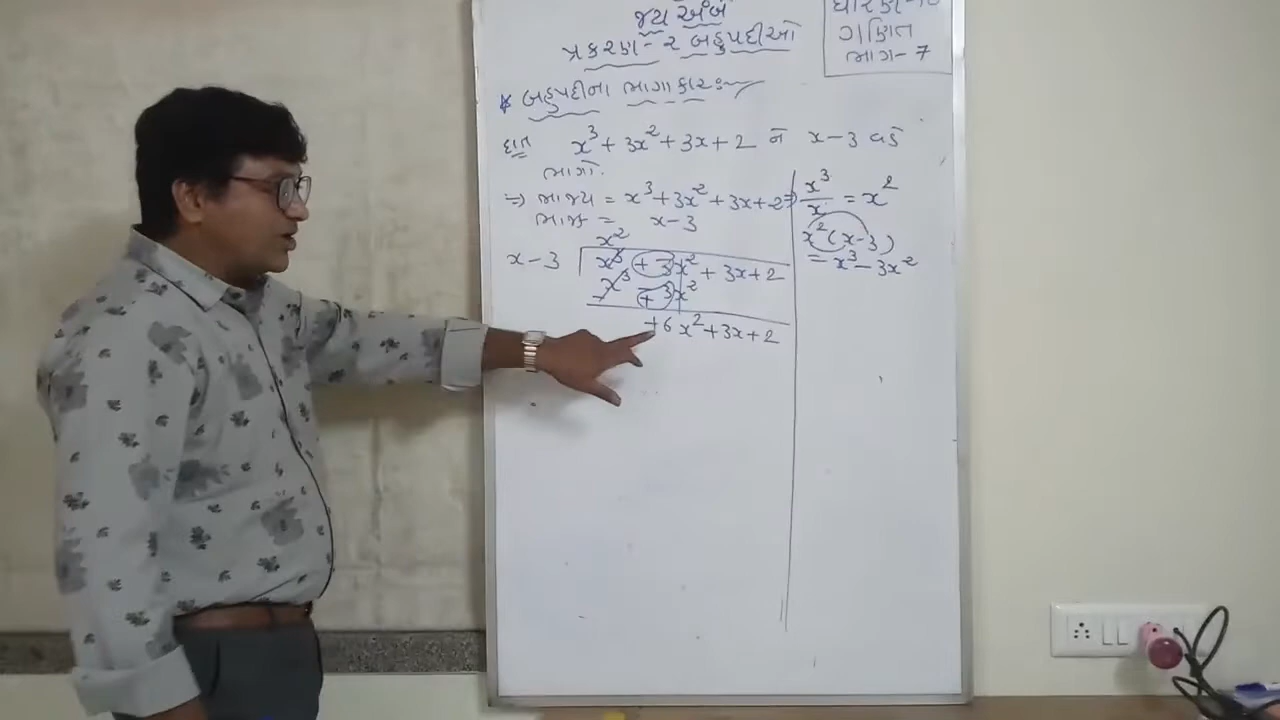 જય અંબે
પ્રકરણ - ૨ બહુપદીઓ
ગણિત
ભાગ - 7
* બહુપદીના ભાગાકાર :-
દા.ત x³ + 3x² + 3x + 2 ને x - 3 વડે
ભાગો.
⇒ ભાજ્ય = x³ + 3x² + 3x + 2
ભાજક = x - 3
x²
x - 3 x³ + 3x² + 3x + 2
x³ + 3x²
-
+ 6x² + 3x + 2
⇒ x³/x = x²
x² (x - 3)
= x³ - 3x²